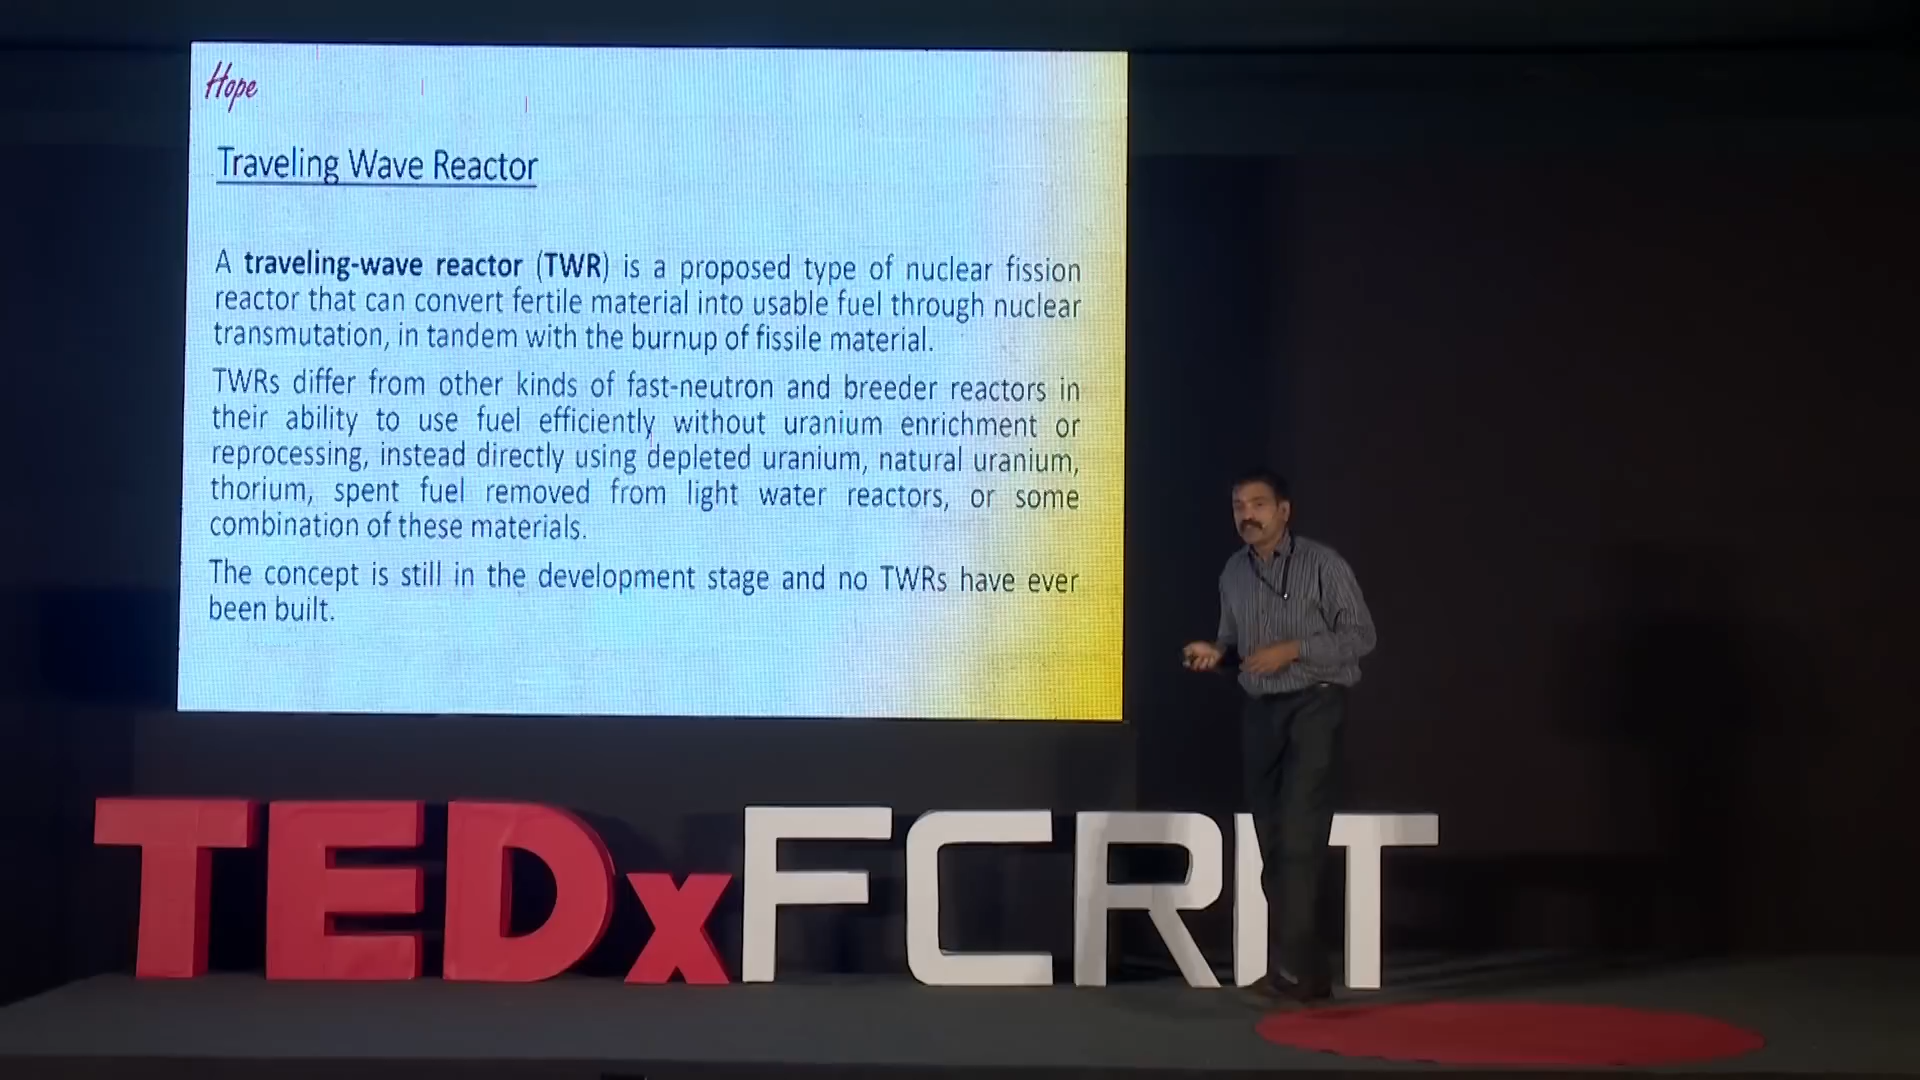 Hope
Traveling Wave Reactor
A traveling-wave reactor (TWR) is a proposed type of nuclear fission
reactor that can convert fertile material into usable fuel through nuclear
transmutation, in tandem with the burnup of fissile material.
TWRs differ from other kinds of fast-neutron and breeder reactors in
their ability to use fuel efficiently without uranium enrichment or
reprocessing, instead directly using depleted uranium, natural uranium,
thorium, spent fuel removed from light water reactors, or some
combination of these materials.
The concept is still in the development stage and no TWRs have ever
been built.
TEDxFCRIT